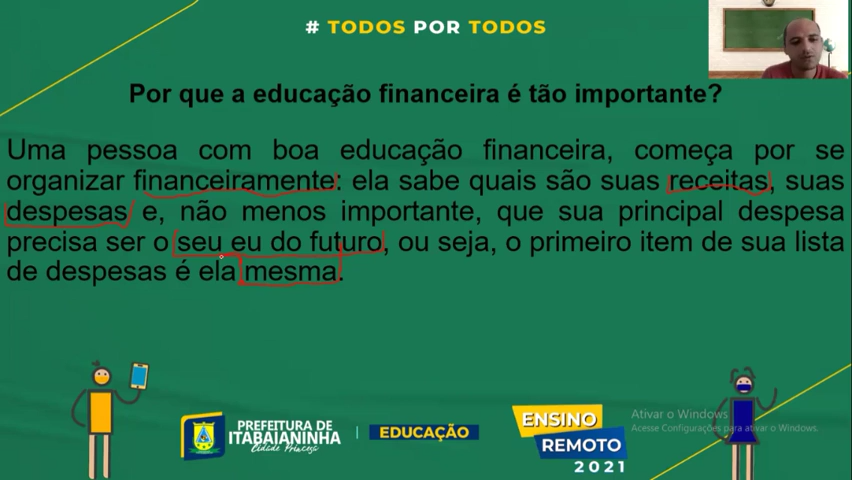 # TODOS POR TODOS
Por que a educação financeira é tão importante?
Uma pessoa com boa educação financeira, começa por se
organizar financeiramente: ela sabe quais são suas receitas, suas
despesas e, não menos importante, que sua principal despesa
precisa ser o seu eu do futuro, ou seja, o primeiro item de sua lista
de despesas é ela mesma.
PREFEITURA DE
ITABAIANINHA
Cidade Princesa
EDUCAÇÃO
ENSINO
REMOTO
2021
Ativar o Windows
Acesse Configurações para ativar o Windows.